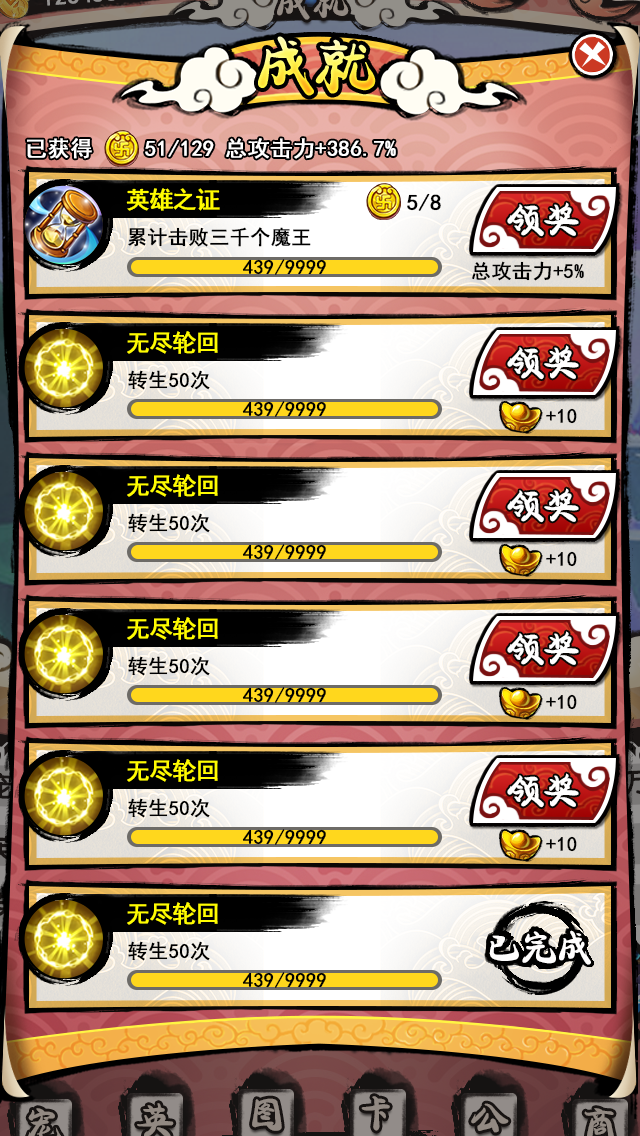 成就
已获得 51/129 总攻击力+386.7%
英雄之证 5/8
领奖
累计击败三千个魔王
439/9999
总攻击力+5%
无尽轮回
领奖
转生50次
439/9999
+10
无尽轮回
领奖
转生50次
439/9999
+10
无尽轮回
领奖
转生50次
439/9999
+10
无尽轮回
领奖
转生50次
439/9999
+10
无尽轮回
转生50次
已完成
439/9999
英 图 卡 公 商